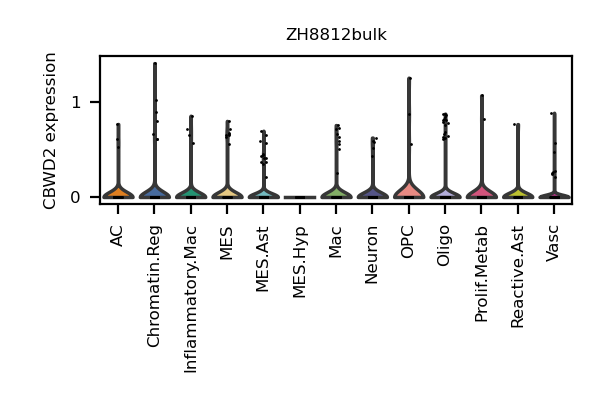 ZH8812bulk
CBWD2 expression
1
0
AC
Chromatin.Reg
Inflammatory.Mac
MES
MES.Ast
MES.Hyp
Mac
Neuron
OPC
Oligo
Prolif.Metab
Reactive.Ast
Vasc